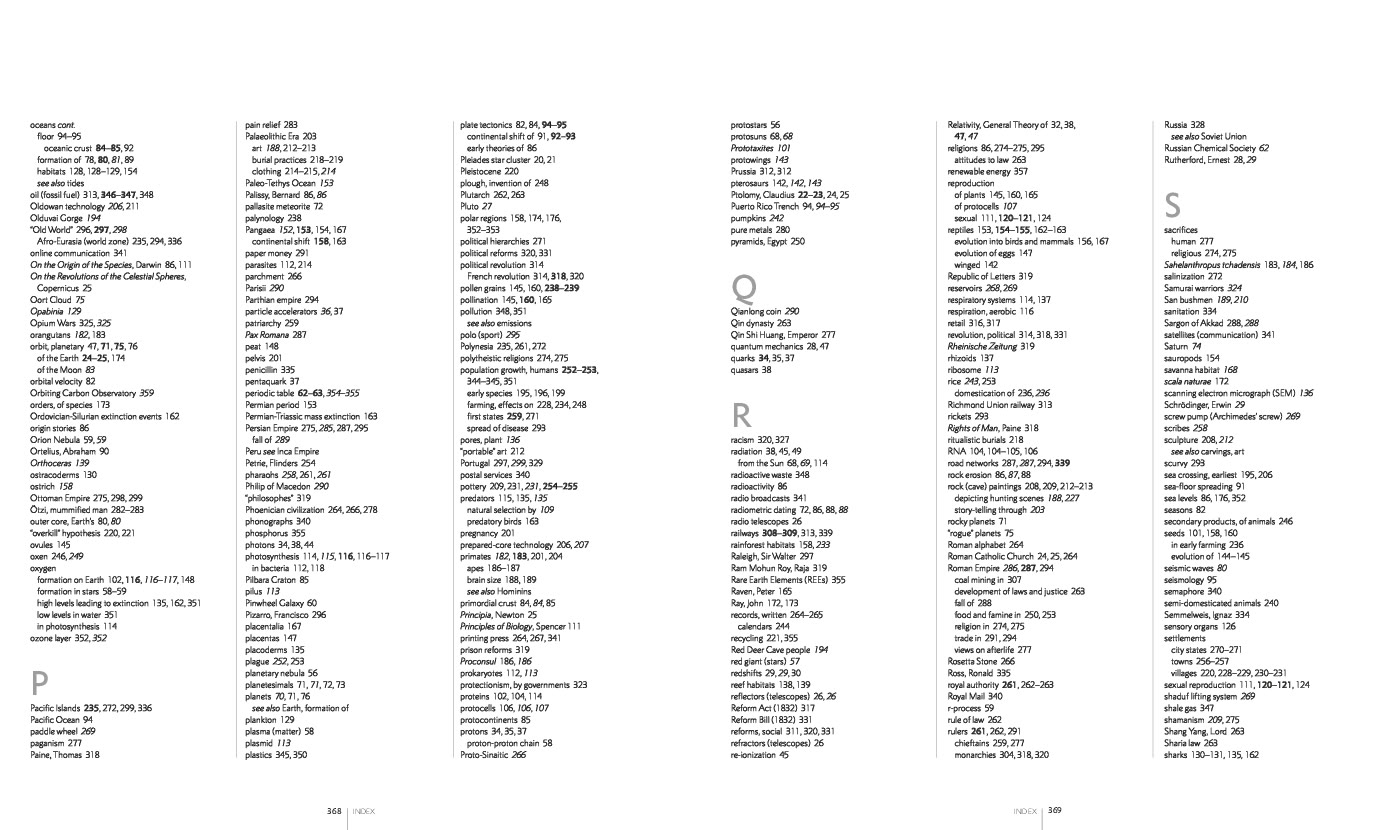 oceans cont.
floor 94–95
oceanic crust 84–85, 92
formation of 78, 80, 81, 89
habitats 128, 128–129, 154
see also tides
oil (fossil fuel) 313, 346–347, 348
Oldowan technology 206, 211
Olduvai Gorge 194
"Old World" 296, 297, 298
Afro-Eurasia (world zone) 235, 294, 336
online communication 341
On the Origin of the Species, Darwin 86, 111
On the Revolutions of the Celestial Spheres,
Copernicus 25
Oort Cloud 75
Opabinia 129
Opium Wars 325, 325
orangutans 182, 183
orbit, planetary 47, 71, 75, 76
of the Earth 24–25, 174
of the Moon 83
orbital velocity 82
Orbiting Carbon Observatory 359
orders, of species 173
Ordovician-Silurian extinction events 162
origin stories 86
Orion Nebula 59, 59
Ortelius, Abraham 90
Orthoceras 139
ostracoderms 130
ostrich 158
Ottoman Empire 275, 298, 299
Ötzi, mummified man 282–283
outer core, Earth's 80, 80
"overkill" hypothesis 220, 221
ovules 145
oxen 246, 249
oxygen
formation on Earth 102, 116, 116–117, 148
formation in stars 58–59
high levels leading to extinction 135, 162, 351
low levels in water 351
in photosynthesis 114
ozone layer 352, 352
P
Pacific Islands 235, 272, 299, 336
Pacific Ocean 94
paddle wheel 269
paganism 277
Paine, Thomas 318
pain relief 283
Palaeolithic Era 203
art 188, 212–213
burial practices 218–219
clothing 214–215, 214
Paleo-Tethys Ocean 153
Palissy, Bernard 86, 86
pallasite meteorite 72
palynology 238
Pangaea 152, 153, 154, 167
continental shift 158, 163
paper money 291
parasites 112, 214
parchment 266
Parisii 290
Parthian empire 294
particle accelerators 36, 37
patriarchy 259
Pax Romana 287
peat 148
pelvis 201
penicillin 335
pentaquark 37
periodic table 62–63, 354–355
Permian period 153
Permian-Triassic mass extinction 163
Persian Empire 275, 285, 287, 295
fall of 289
Peru see Inca Empire
Petrie, Flinders 254
pharaohs 258, 261, 261
Philip of Macedon 290
"philosophes" 319
Phoenician civilization 264, 266, 278
phonographs 340
phosphorus 355
photons 34, 38, 44
photosynthesis 114, 115, 116, 116–117
in bacteria 112, 118
Pilbara Craton 85
pilus 113
Pinwheel Galaxy 60
Pizarro, Francisco 296
placentalia 167
placentas 147
placoderms 135
plague 252, 253
planetary nebula 56
planetesimals 71, 71, 72, 73
planets 70, 71, 76
see also Earth, formation of
plankton 129
plasma (matter) 58
plasmid 113
plastics 345, 350
plate tectonics 82, 84, 94–95
continental shift of 91, 92–93
early theories of 86
Pleiades star cluster 20, 21
Pleistocene 220
plough, invention of 248
Plutarch 262, 263
Pluto 27
polar regions 158, 174, 176,
352–353
political hierarchies 271
political reforms 320, 331
political revolution 314
French revolution 314, 318, 320
pollen grains 145, 160, 238–239
pollination 145, 160, 165
pollution 348, 351
see also emissions
polo (sport) 295
Polynesia 235, 261, 272
polytheistic religions 274, 275
population growth, humans 252–253,
344–345, 351
early species 195, 196, 199
farming, effects on 228, 234, 248
first states 259, 271
spread of disease 293
pores, plant 136
"portable" art 212
Portugal 297, 299, 329
postal services 340
pottery 209, 231, 231, 254–255
predators 115, 135, 135
natural selection by 109
predatory birds 163
pregnancy 201
prepared-core technology 206, 207
primates 182, 183, 201, 204
apes 186–187
brain size 188, 189
see also Hominins
primordial crust 84, 84, 85
Principia, Newton 25
Principles of Biology, Spencer 111
printing press 264, 267, 341
prison reforms 319
Proconsul 186, 186
prokaryotes 112, 113
protectionism, by governments 323
proteins 102, 104, 114
protocells 106, 106, 107
protocontinents 85
protons 34, 35, 37
proton-proton chain 58
Proto-Sinaitic 266
368 INDEX
protostars 56
protosuns 68, 68
Prototaxites 101
protowings 143
Prussia 312, 312
pterosaurs 142, 142, 143
Ptolomy, Claudius 22–23, 24, 25
Puerto Rico Trench 94, 94–95
pumpkins 242
pure metals 280
pyramids, Egypt 250
Q
Qianlong coin 290
Qin dynasty 263
Qin Shi Huang, Emperor 277
quantum mechanics 28, 47
quarks 34, 35, 37
quasars 38
R
racism 320, 327
radiation 38, 45, 49
from the Sun 68, 69, 114
radioactive waste 348
radioactivity 86
radio broadcasts 341
radiometric dating 72, 86, 88, 88
radio telescopes 26
railways 308–309, 313, 339
rainforest habitats 158, 233
Raleigh, Sir Walter 297
Ram Mohun Roy, Raja 319
Rare Earth Elements (REEs) 355
Raven, Peter 165
Ray, John 172, 173
records, written 264–265
calendars 244
recycling 221, 355
Red Deer Cave people 194
red giant (stars) 57
redshifts 29, 29, 30
reef habitats 138, 139
reflectors (telescopes) 26, 26
Reform Act (1832) 317
Reform Bill (1832) 331
reforms, social 311, 320, 331
refractors (telescopes) 26
re-ionization 45
Relativity, General Theory of 32, 38,
47, 47
religions 86, 274–275, 295
attitudes to law 263
renewable energy 357
reproduction
of plants 145, 160, 165
of protocells 107
sexual 111, 120–121, 124
reptiles 153, 154–155, 162–163
evolution into birds and mammals 156, 167
evolution of eggs 147
winged 142
Republic of Letters 319
reservoirs 268, 269
respiratory systems 114, 137
respiration, aerobic 116
retail 316, 317
revolution, political 314, 318, 331
Rheinische Zeitung 319
rhizoids 137
ribosome 113
rice 243, 253
domestication of 236, 236
Richmond Union railway 313
rickets 293
Rights of Man, Paine 318
ritualistic burials 218
RNA 104, 104–105, 106
road networks 287, 287, 294, 339
rock erosion 86, 87, 88
rock (cave) paintings 208, 209, 212–213
depicting hunting scenes 188, 227
story-telling through 203
rocky planets 71
"rogue" planets 75
Roman alphabet 264
Roman Catholic Church 24, 25, 264
Roman Empire 286, 287, 294
coal mining in 307
development of laws and justice 263
fall of 288
food and famine in 250, 253
religion in 274, 275
trade in 291, 294
views on afterlife 277
Rosetta Stone 266
Ross, Ronald 335
royal authority 261, 262–263
Royal Mail 340
r-process 59
rule of law 262
rulers 261, 262, 291
chieftains 259, 277
monarchies 304, 318, 320
Russia 328
see also Soviet Union
Russian Chemical Society 62
Rutherford, Ernest 28, 29
S
sacrifices
human 277
religious 274, 275
Sahelanthropus tchadensis 183, 184, 186
salinization 272
Samurai warriors 324
San bushmen 189, 210
sanitation 334
Sargon of Akkad 288, 288
satellites (communication) 341
Saturn 74
sauropods 154
savanna habitat 168
scala naturae 172
scanning electron micrograph (SEM) 136
Schrödinger, Erwin 29
screw pump (Archimedes' screw) 269
scribes 258
sculpture 208, 212
see also carvings, art
scurvy 293
sea crossing, earliest 195, 206
sea-floor spreading 91
sea levels 86, 176, 352
seasons 82
secondary products, of animals 246
seeds 101, 158, 160
in early farming 236
evolution of 144–145
seismic waves 80
seismology 95
semaphore 340
semi-domesticated animals 240
Semmelweis, Ignaz 334
sensory organs 126
settlements
city states 270–271
towns 256–257
villages 220, 228–229, 230–231
sexual reproduction 111, 120–121, 124
shaduf lifting system 269
shale gas 347
shamanism 209, 275
Shang Yang, Lord 263
Sharia law 263
sharks 130–131, 135, 162
INDEX 369